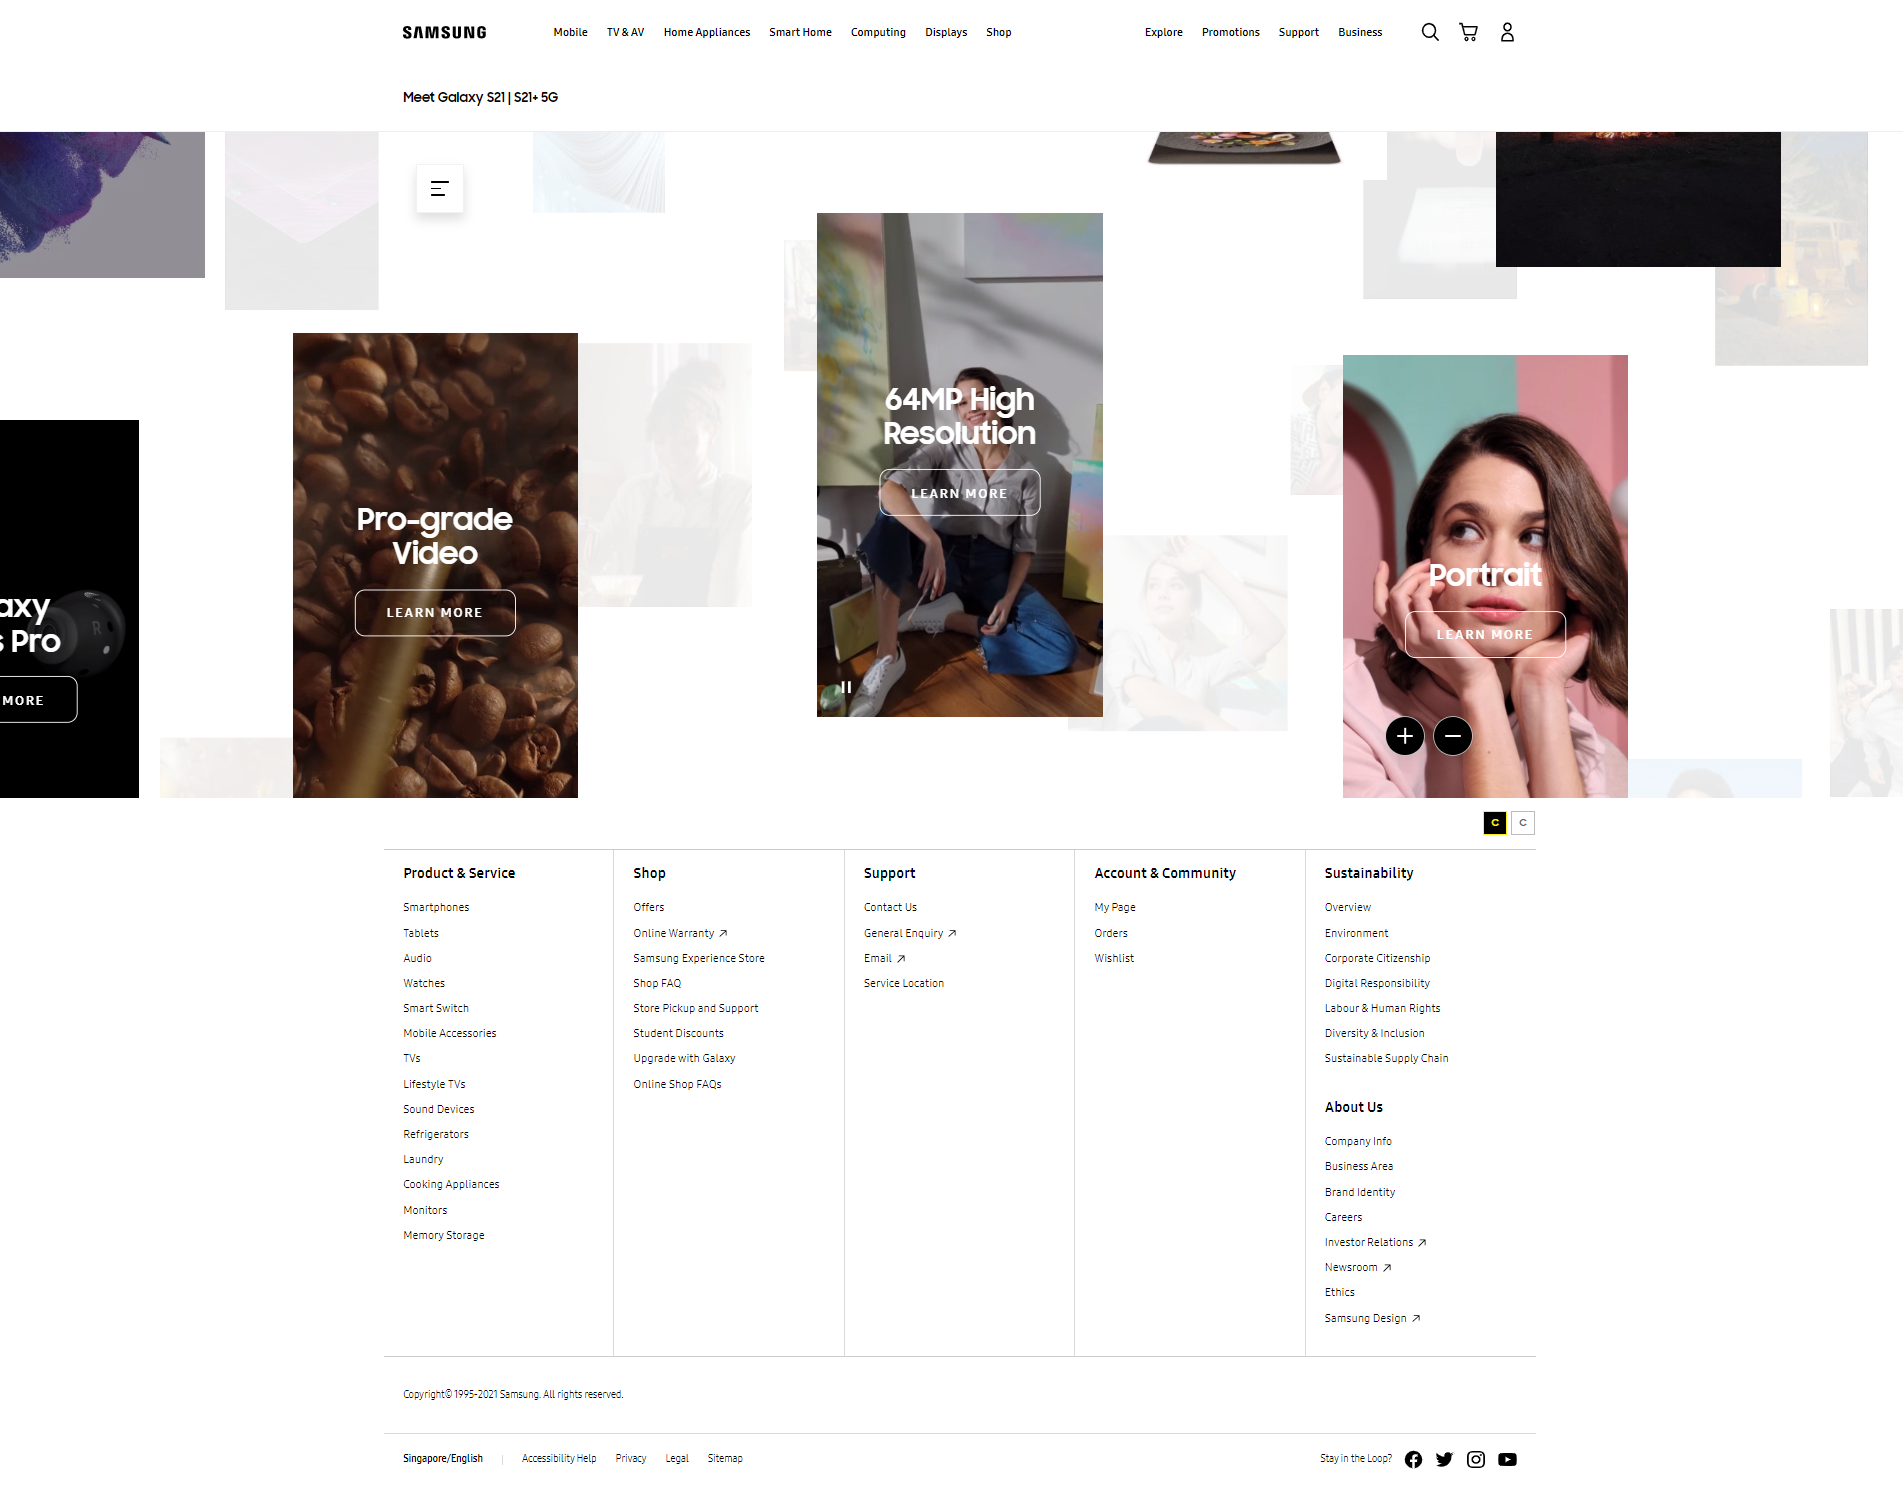 SAMSUNG
Mobile
TV & AV
Home Appliances
Smart Home
Computing
Displays
Shop
Explore
Promotions
Support
Business
Meet Galaxy S21 | S21+ 5G
64MP High
Resolution
LEARN MORE
Pro-grade
Video
LEARN MORE
Portrait
LEARN MORE
Pro
MORE
R
C
C
Product & Service
Smartphones
Tablets
Audio
Watches
Smart Switch
Mobile Accessories
TVs
Lifestyle TVs
Sound Devices
Refrigerators
Laundry
Cooking Appliances
Monitors
Memory Storage
Shop
Offers
Online Warranty
Samsung Experience Store
Shop FAQ
Store Pickup and Support
Student Discounts
Upgrade with Galaxy
Online Shop FAQs
Support
Contact Us
General Enquiry
Email
Service Location
Account & Community
My Page
Orders
Wishlist
Sustainability
Overview
Environment
Corporate Citizenship
Digital Responsibility
Labour & Human Rights
Diversity & Inclusion
Sustainable Supply Chain
About Us
Company Info
Business Area
Brand Identity
Careers
Investor Relations
Newsroom
Ethics
Samsung Design
Copyright© 1995-2021 Samsung. All rights reserved.
Singapore/English
Accessibility Help
Privacy
Legal
Sitemap
Stay in the Loop?